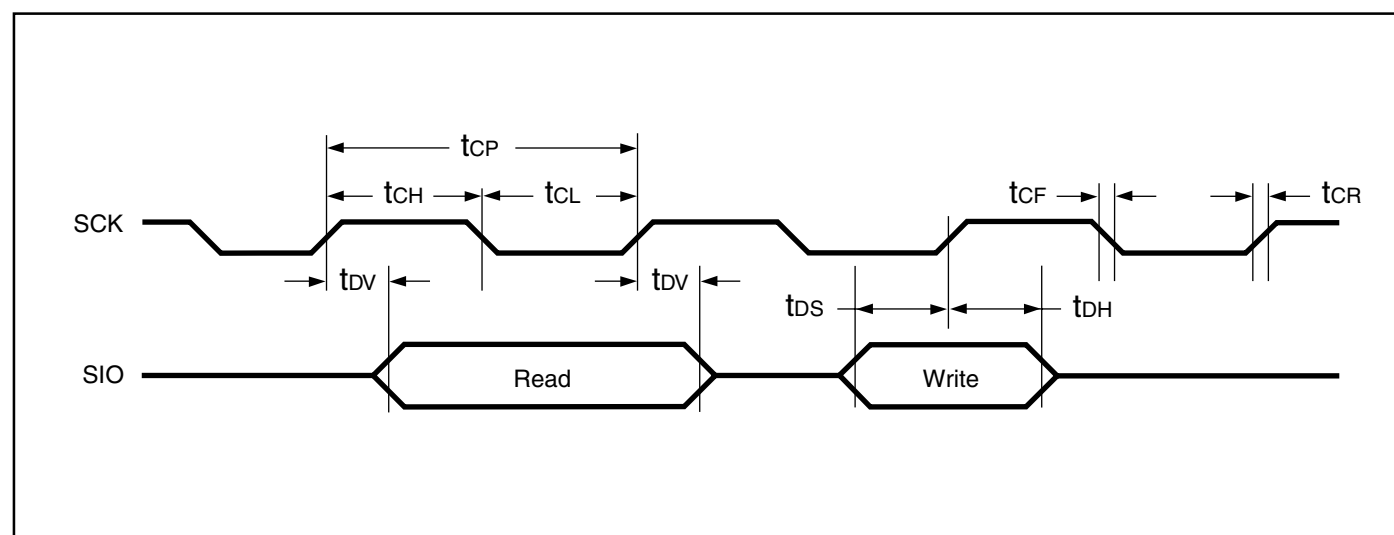 tCP
tCH tCL tCF tCR
SCK
tDV tDV
tDS tDH
SIO Read Write